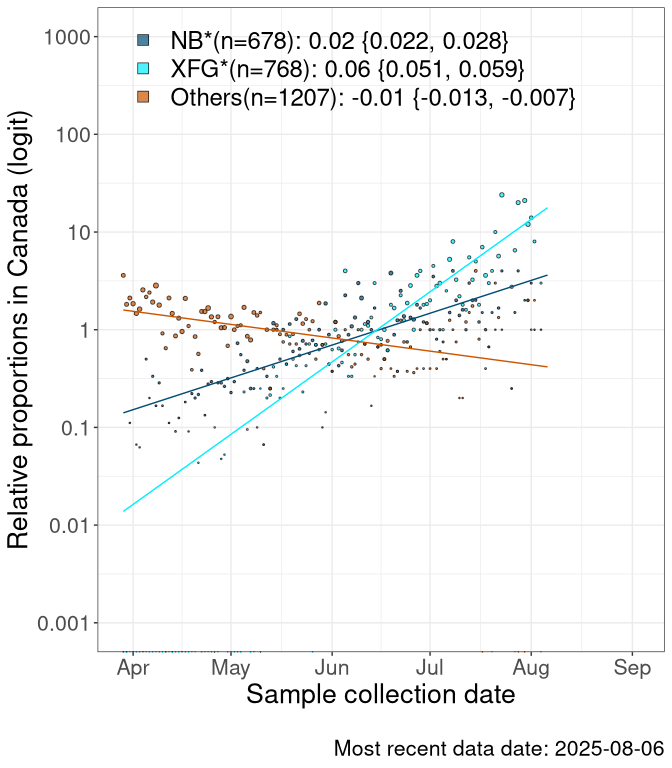 NB*(n=678): 0.02 {0.022, 0.028}
XFG*(n=768): 0.06 {0.051, 0.059}
Others(n=1207): -0.01 {-0.013, -0.007}
Relative proportions in Canada (logit)
1000
100
10
1
0.1
0.01
0.001
Apr May Jun Jul Aug Sep
Sample collection date
Most recent data date: 2025-08-06